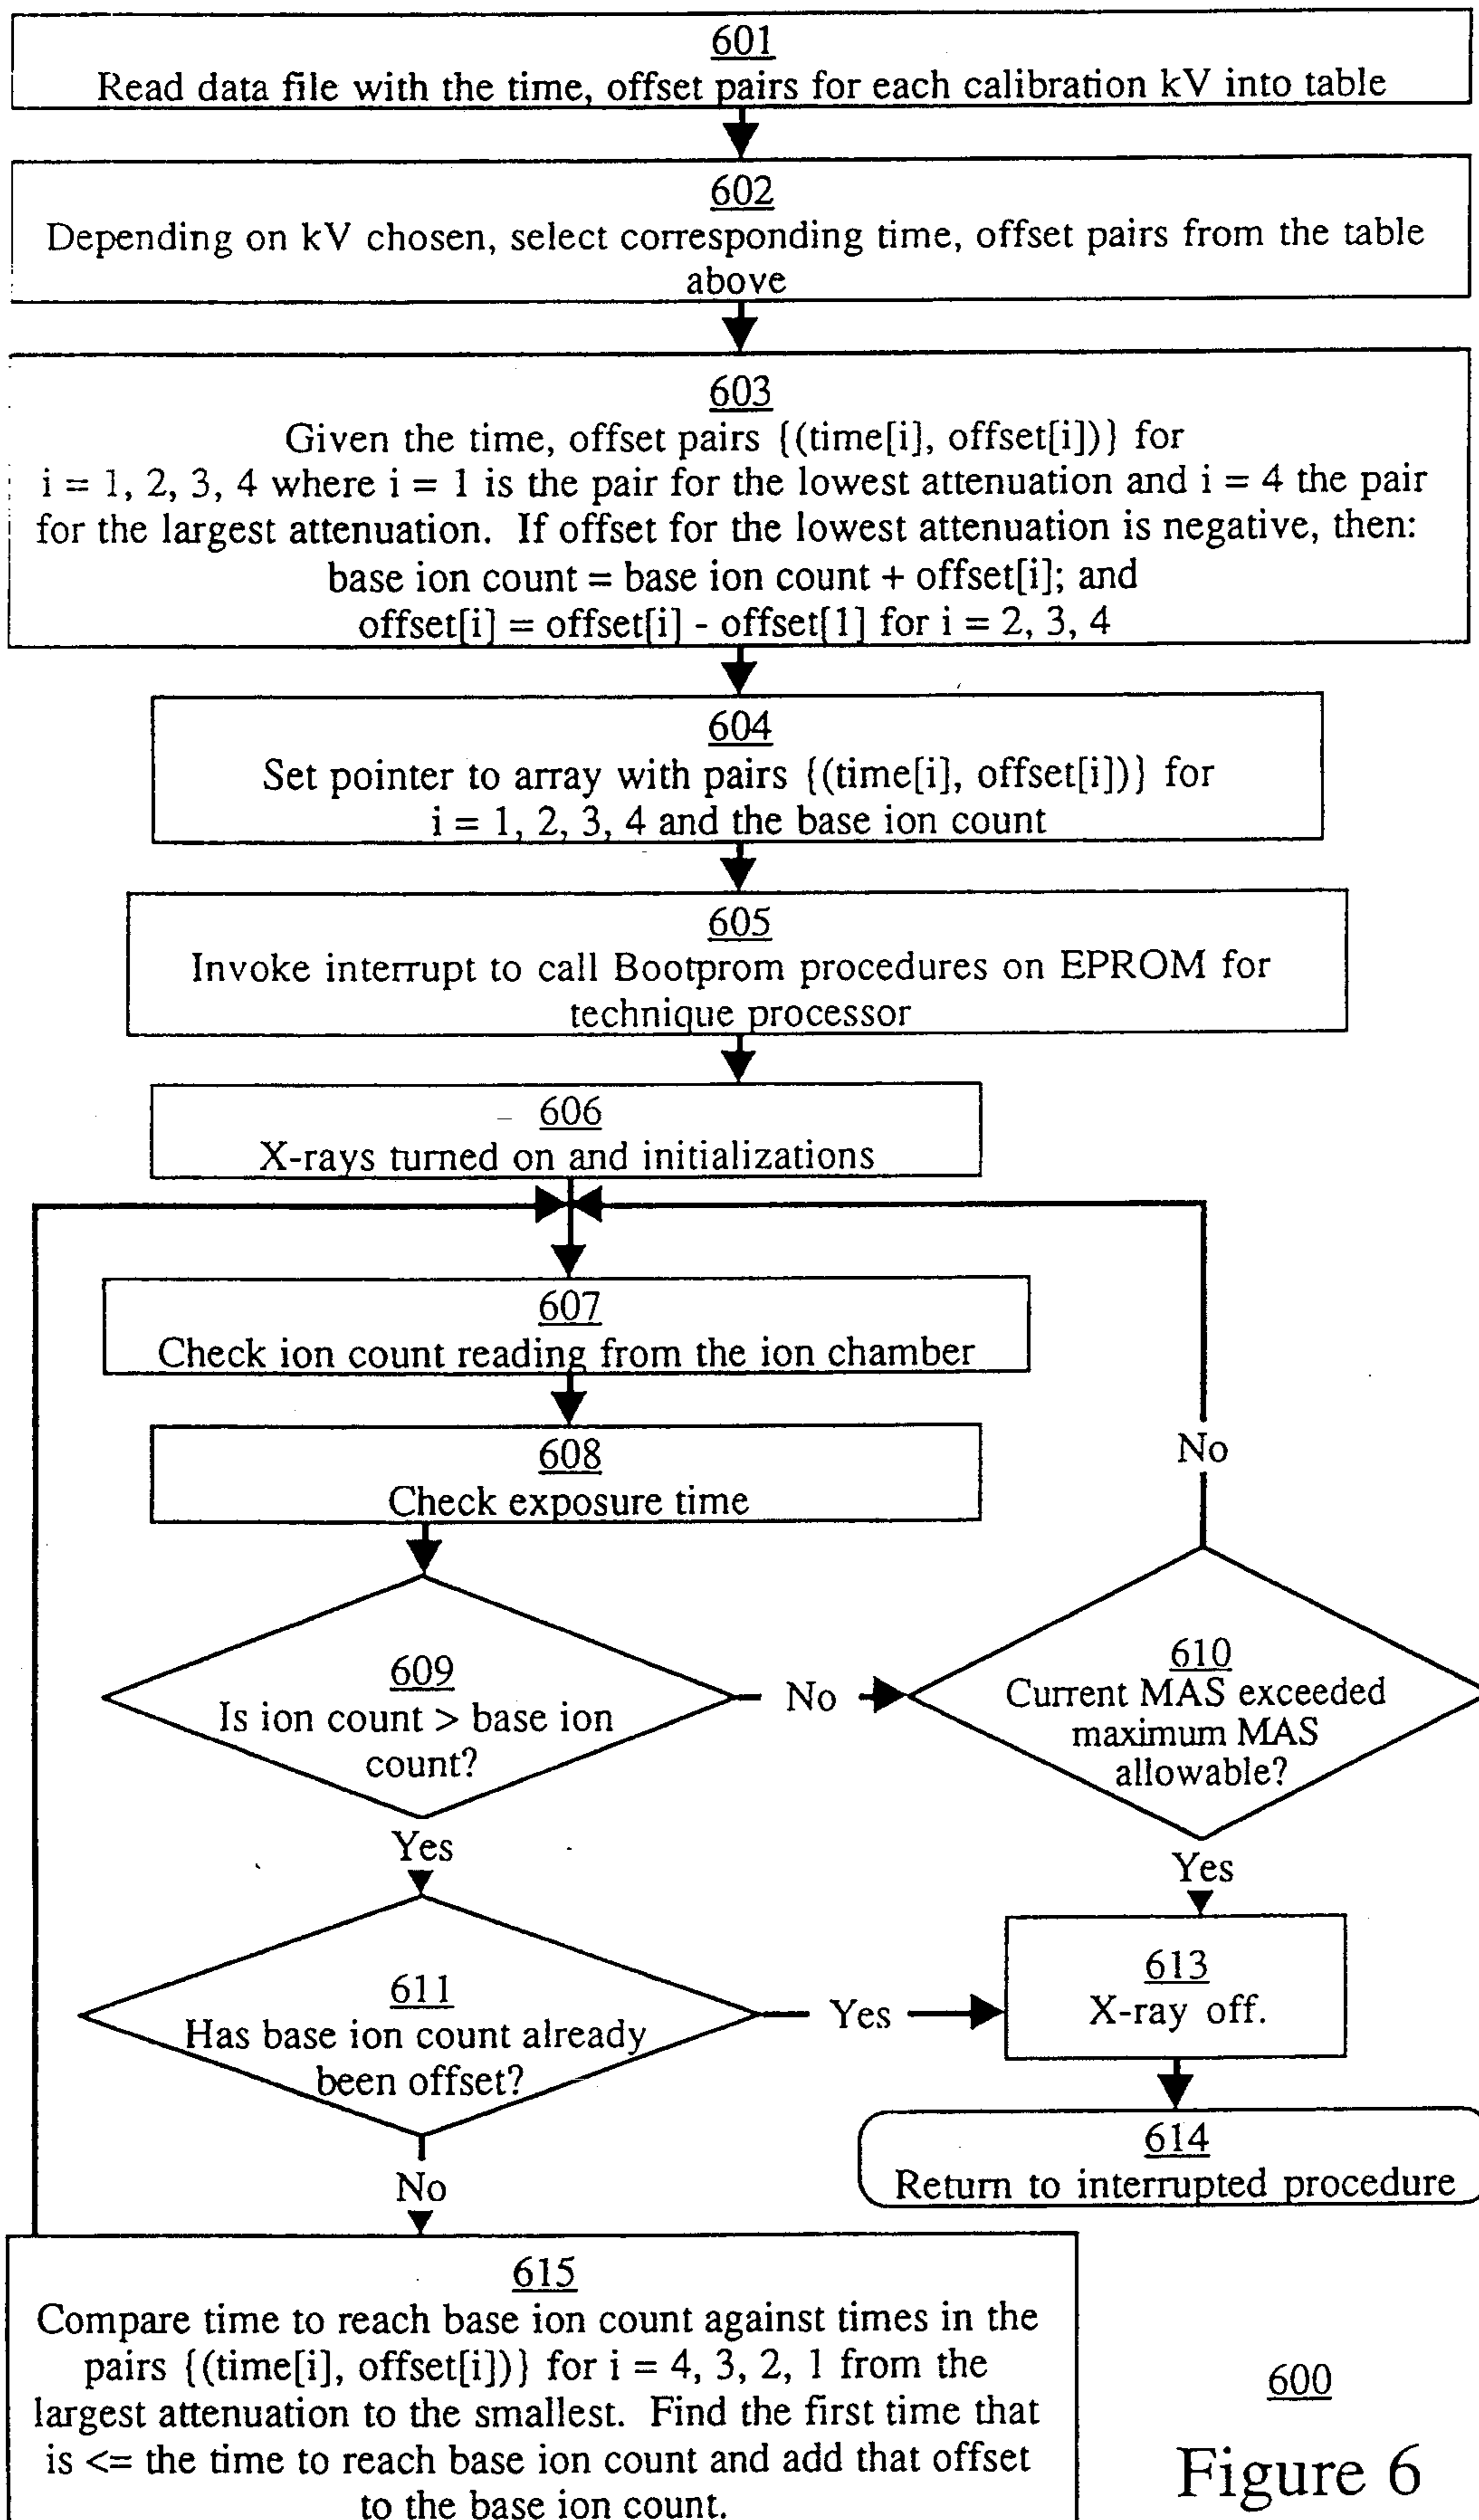 601
Read data file with the time, offset pairs for each calibration kV into table
602
Depending on kV chosen, select corresponding time, offset pairs from the table
above
603
Given the time, offset pairs {(time[i], offset[i])} for
i = 1, 2, 3, 4 where i = 1 is the pair for the lowest attenuation and i = 4 the pair
for the largest attenuation. If offset for the lowest attenuation is negative, then:
base ion count = base ion count + offset[i]; and
offset[i] = offset[i] - offset[1] for i = 2, 3, 4
604
Set pointer to array with pairs {(time[i], offset[i])} for
i = 1, 2, 3, 4 and the base ion count
605
Invoke interrupt to call Bootprom procedures on EPROM for
technique processor
606
X-rays turned on and initializations
607
Check ion count reading from the ion chamber
608
Check exposure time
No
609
Is ion count > base ion
count?
No
610
Current MAS exceeded
maximum MAS
allowable?
Yes
Yes
611
Has base ion count already
been offset?
Yes
613
X-ray off.
614
Return to interrupted procedure
No
615
Compare time to reach base ion count against times in the
pairs {(time[i], offset[i])} for i = 4, 3, 2, 1 from the
largest attenuation to the smallest. Find the first time that
is <= the time to reach base ion count and add that offset
to the base ion count.
600
Figure 6